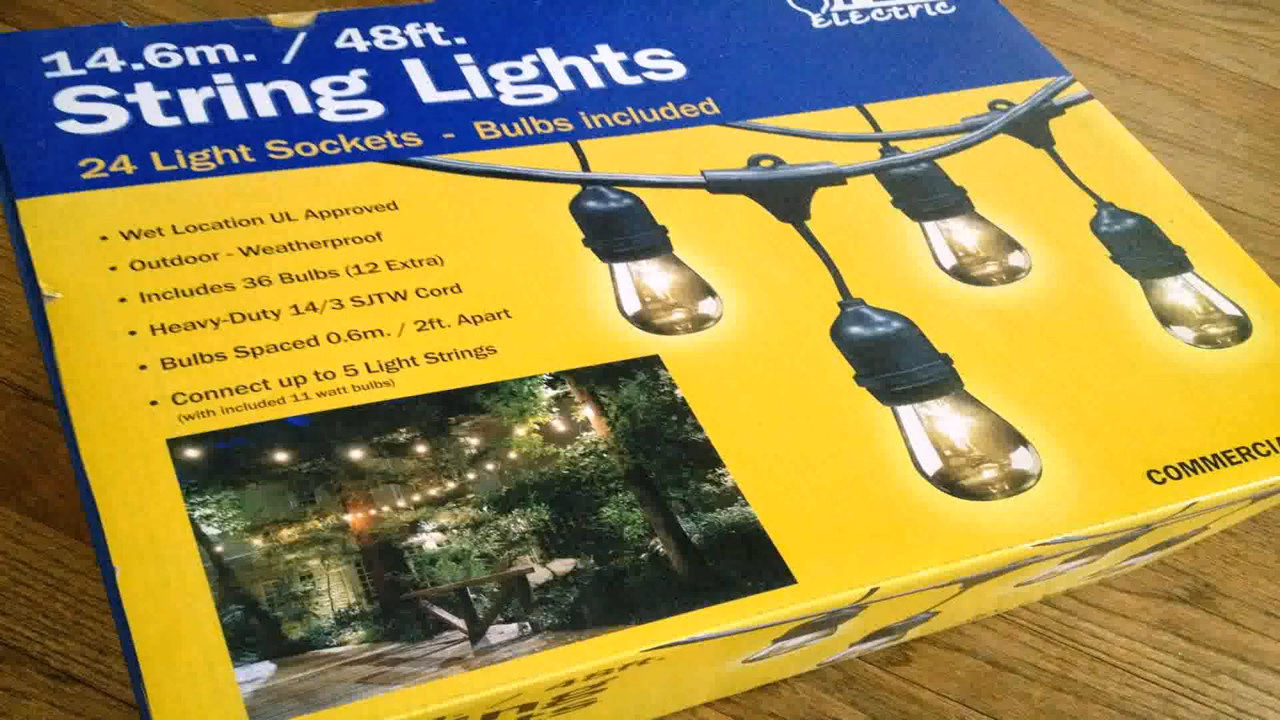 ELECTRIC
14.6m. / 48ft.
String Lights
24 Light Sockets - Bulbs included
• Wet Location UL Approved
• Outdoor - Weatherproof
• Includes 36 Bulbs (12 Extra)
• Heavy-Duty 14/3 SJTW Cord
• Bulbs Spaced 0.6m. / 2ft. Apart
• Connect up to 5 Light Strings
(with included 11 watt bulbs)